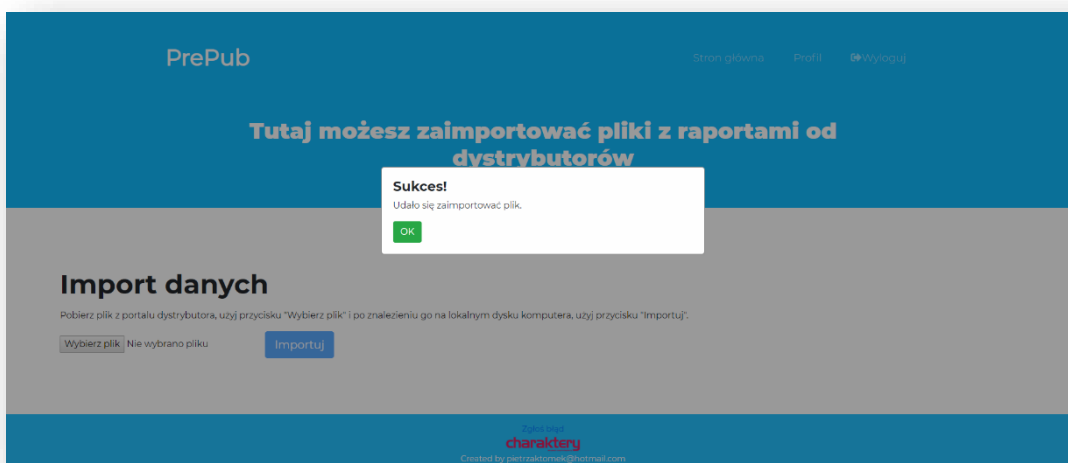 PrePub
Stron główna Profil Wyloguj
Tutaj możesz zaimportować pliki z raportami od
dystrybutorów
Sukces!
Udało się zaimportować plik.
OK
Import danych
Pobierz plik z portalu dystrybutora, uzyj przycisku "Wybierz plik" i po znalezieniu go na lokalnym dysku komputera, użyj przycisku "Importuj".
Wybierz plik Nie wybrano pliku Importuj
Zgłoś błąd
charaktery
Created by pietrzaktomek@hotmail.com